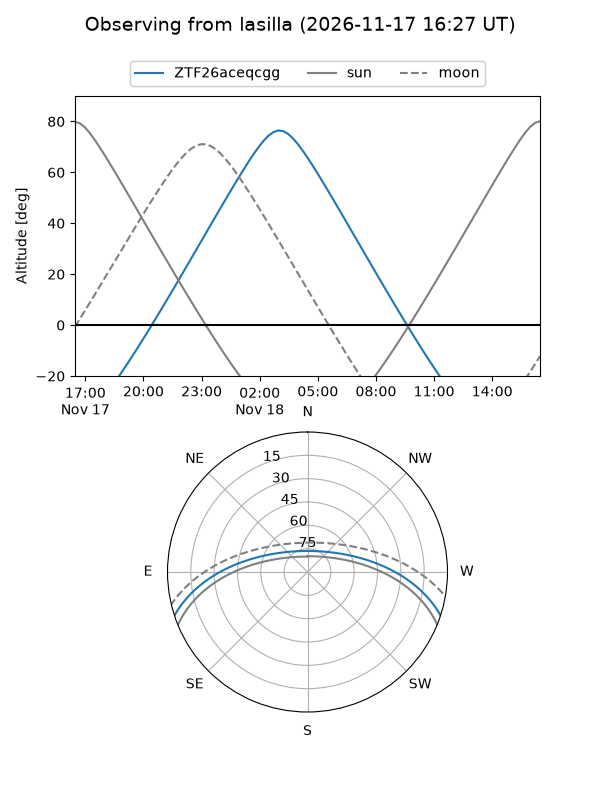 Observing from lasilla (2026-11-17 16:27 UT)
ZTF26aceqcgg sun moon
Altitude [deg]
80
60
40
20
0
−20
17:00 20:00 23:00 02:00 05:00 08:00 11:00 14:00
Nov 17 Nov 18
N
NE NW
15
30
45
60
75
E W
SE SW
S